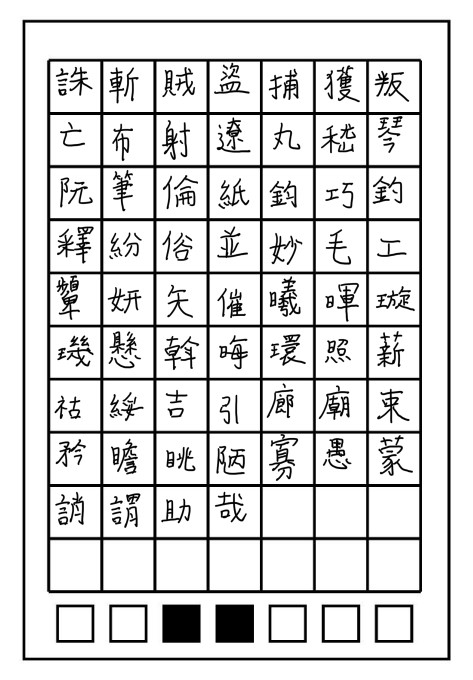 誅斬賊盜捕獲叛
亡布射遼丸嵇琴
阮筆倫紙鈞巧釣
釋紛俗並妙毛工
顰妍矢催曦暉璇
璣懸斡晦環照薪
祜綏吉引廊廟束
矜瞻眺陋寡愚蒙
誚謂助哉